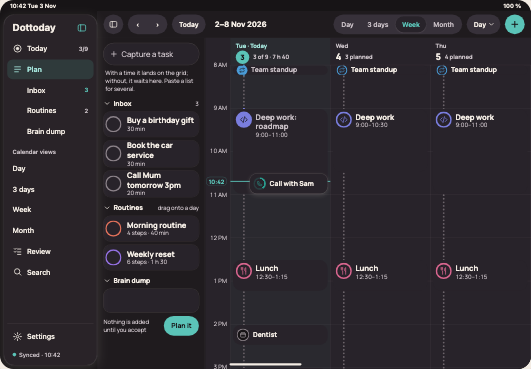 10:42 Tue 3 Nov
100 %
Dottoday
Today 3/9
Plan
Inbox 3
Routines 2
Brain dump
Calendar views
Day
3 days
Week
Month
Review
Search
Settings
Synced · 10:42
Today
2–8 Nov 2026
Day
3 days
Week
Month
Day
+ Capture a task
With a time it lands on the grid;
without, it waits here. Paste a list
for several.
Inbox 3
Buy a birthday gift
30 min
Book the car
service
30 min
Call Mum
tomorrow 3pm
20 min
Routines drag onto a day
Morning routine
4 steps · 40 min
Weekly reset
6 steps · 1 h 30
Brain dump
Nothing is added
until you accept
Plan it
Tue · Today
3 3 of 9 · 7 h 40
Wed
4 3 planned
Thu
5 4 planned
8 AM
9 AM
10 AM
10:42
11 AM
12 PM
1 PM
2 PM
3 PM
Team standup
Deep work:
roadmap
9:00–11:00
Call with Sam
Lunch
12:30–1:15
Dentist
Team standup
Deep work
9:00–10:30
Lunch
12:30–1:15
Team standup
Deep work
9:00–11:00
Lunch
12:30–1:15